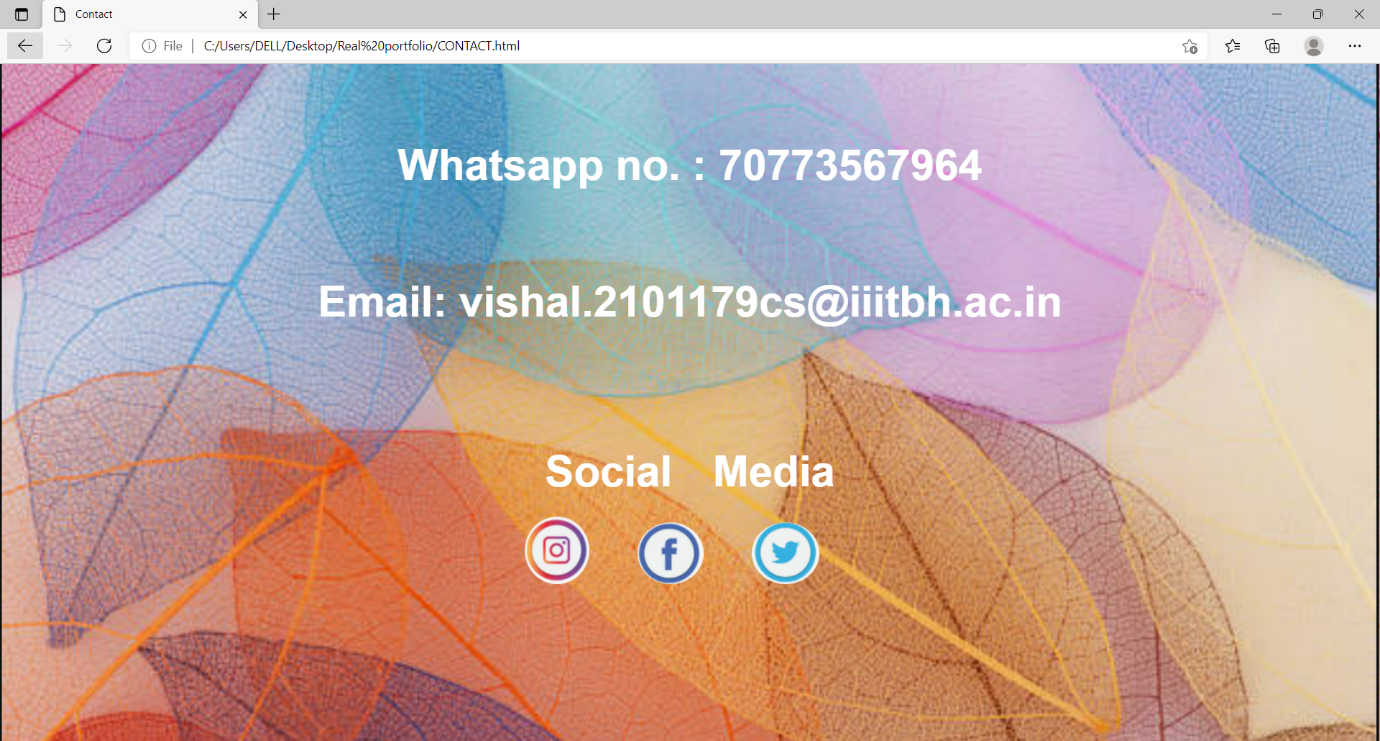 Contact
File
C:/Users/DELL/Desktop/Real%20portfolio/CONTACT.html
Whatsapp no. : 70773567964
Email: vishal.2101179cs@iiitbh.ac.in
Social Media